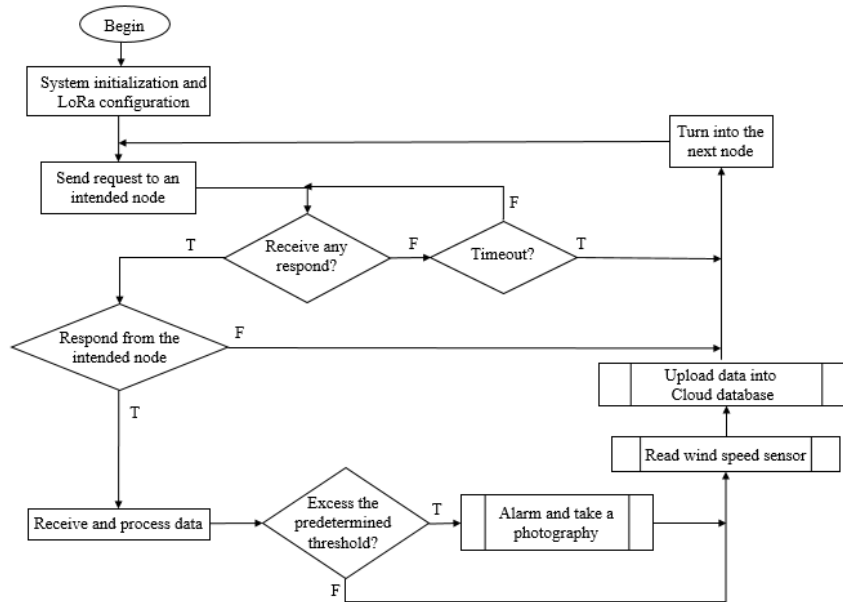 Begin
System initialization and
LoRa configuration
Turn into the
next node
Send request to an
intended node
F
T
Receive any
respond?
F
Timeout?
T
Respond from the
intended node
F
T
Upload data into
Cloud database
Read wind speed sensor
Receive and process data
Excess the
predetermined
threshold?
T
Alarm and take a
photography
F